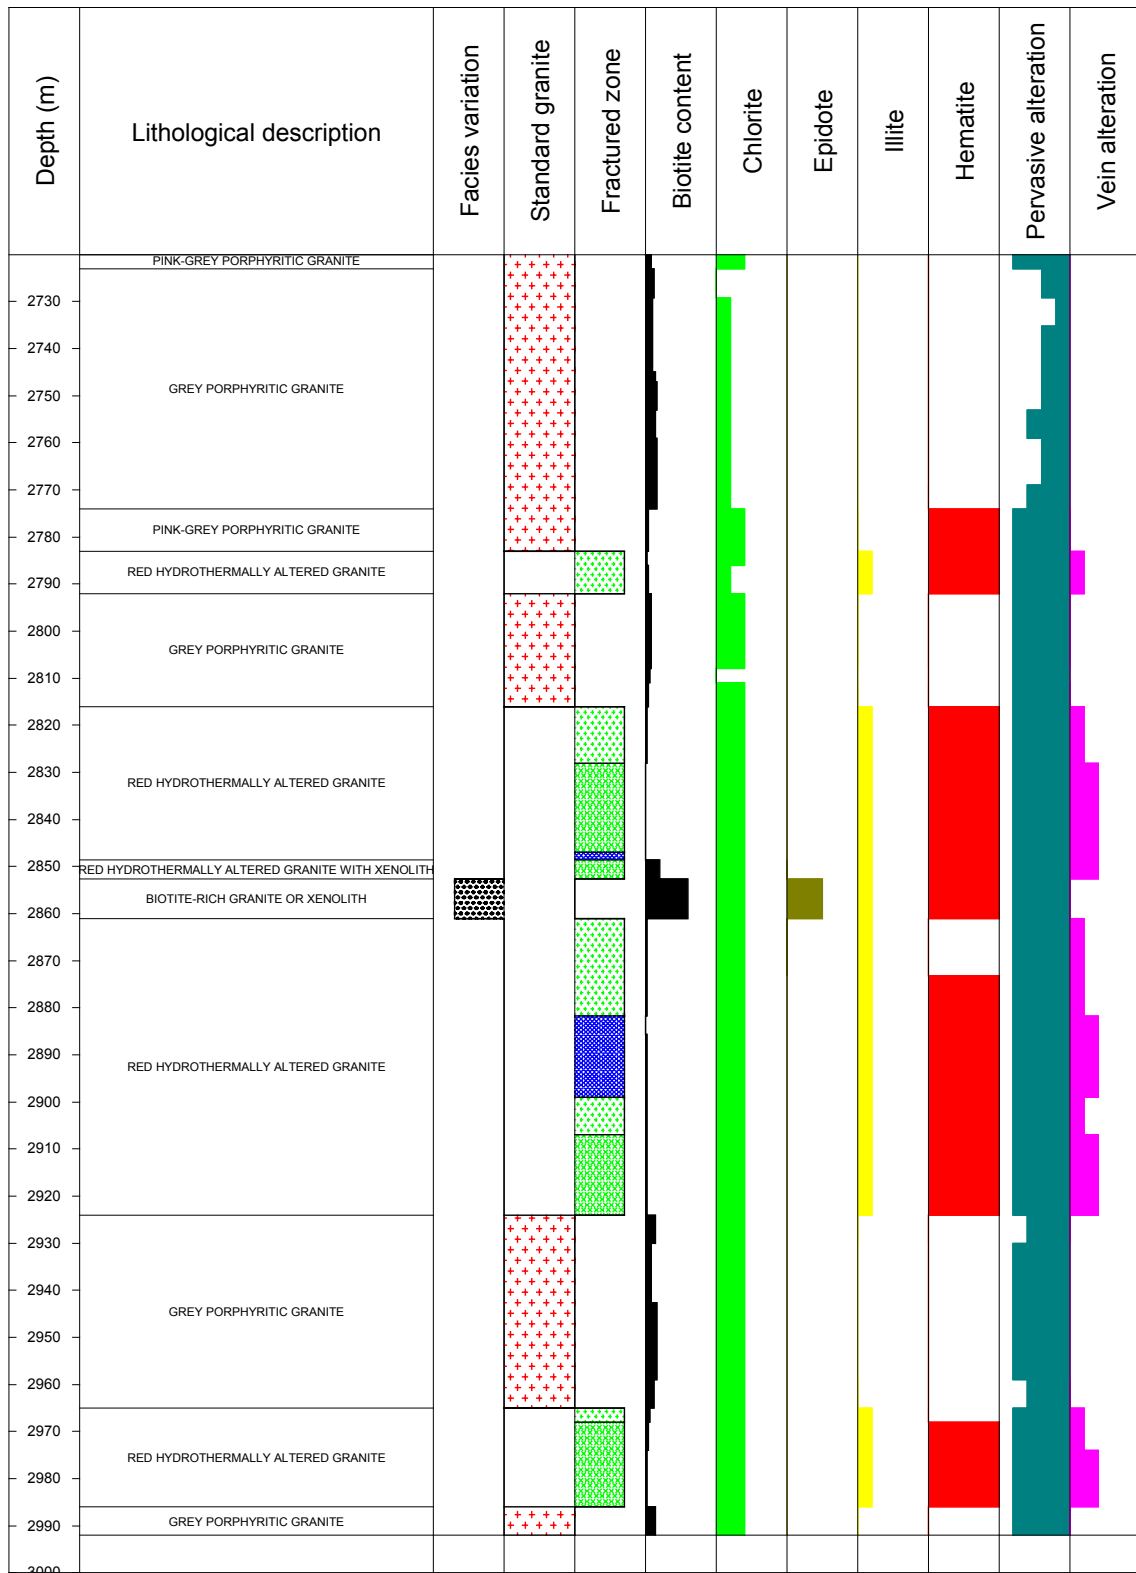 Depth (m)
Lithological description
Facies variation
Standard granite
Fractured zone
Biotite content
Chlorite
Epidote
Illite
Hematite
Pervasive alteration
Vein alteration
PINK-GREY PORPHYRITIC GRANITE
2730
2740
GREY PORPHYRITIC GRANITE
2750
2760
2770
PINK-GREY PORPHYRITIC GRANITE
2780
RED HYDROTHERMALLY ALTERED GRANITE
2790
2800
GREY PORPHYRITIC GRANITE
2810
2820
2830
RED HYDROTHERMALLY ALTERED GRANITE
2840
2850
RED HYDROTHERMALLY ALTERED GRANITE WITH XENOLITH
BIOTITE-RICH GRANITE OR XENOLITH
2860
2870
2880
2890
RED HYDROTHERMALLY ALTERED GRANITE
2900
2910
2920
2930
2940
GREY PORPHYRITIC GRANITE
2950
2960
2970
RED HYDROTHERMALLY ALTERED GRANITE
2980
2990
GREY PORPHYRITIC GRANITE
3000